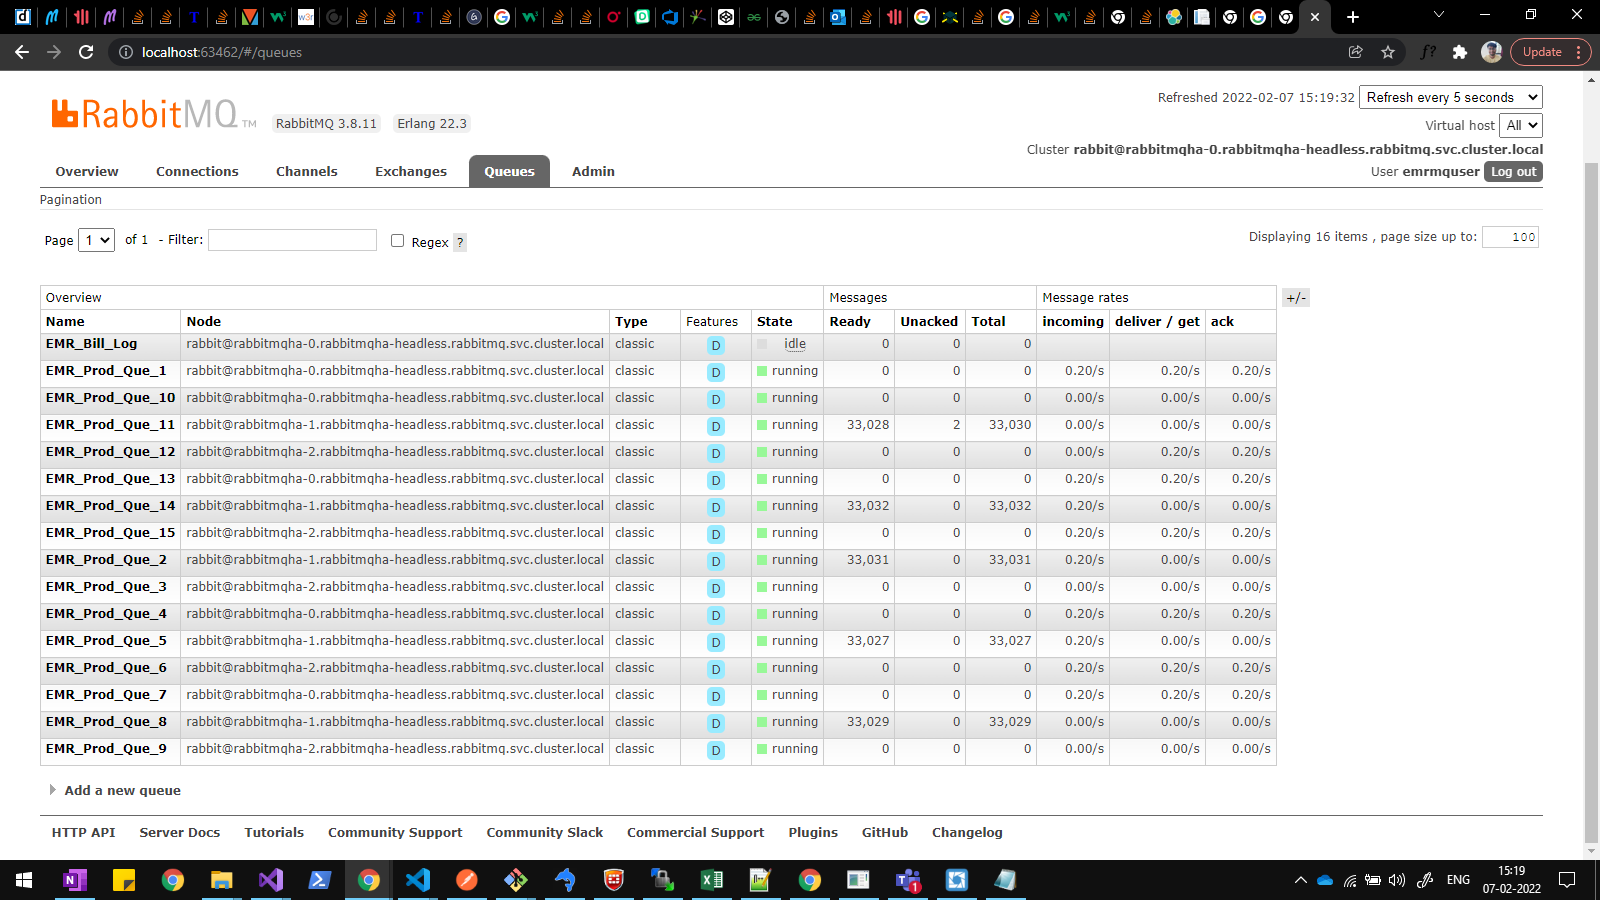 localhost:63462/#/queues
Update
RabbitMQ TM
RabbitMQ 3.8.11 Erlang 22.3
Refreshed 2022-02-07 15:19:32 Refresh every 5 seconds
Virtual host All
Cluster rabbit@rabbitmqha-0.rabbitmqha-headless.rabbitmq.svc.cluster.local
User emrmquser Log out
Overview Connections Channels Exchanges Queues Admin
Pagination
Page 1 of 1 - Filter: Regex ? Displaying 16 items , page size up to: 100
Overview Messages Message rates +/-
Name Node Type Features State Ready Unacked Total incoming deliver / get ack
EMR_Bill_Log rabbit@rabbitmqha-0.rabbitmqha-headless.rabbitmq.svc.cluster.local classic D idle 0 0 0
EMR_Prod_Que_1 rabbit@rabbitmqha-0.rabbitmqha-headless.rabbitmq.svc.cluster.local classic D running 0 0 0 0.20/s 0.20/s 0.20/s
EMR_Prod_Que_10 rabbit@rabbitmqha-0.rabbitmqha-headless.rabbitmq.svc.cluster.local classic D running 0 0 0 0.00/s 0.00/s 0.00/s
EMR_Prod_Que_11 rabbit@rabbitmqha-1.rabbitmqha-headless.rabbitmq.svc.cluster.local classic D running 33,028 2 33,030 0.00/s 0.00/s 0.00/s
EMR_Prod_Que_12 rabbit@rabbitmqha-2.rabbitmqha-headless.rabbitmq.svc.cluster.local classic D running 0 0 0 0.00/s 0.20/s 0.20/s
EMR_Prod_Que_13 rabbit@rabbitmqha-0.rabbitmqha-headless.rabbitmq.svc.cluster.local classic D running 0 0 0 0.20/s 0.20/s 0.20/s
EMR_Prod_Que_14 rabbit@rabbitmqha-1.rabbitmqha-headless.rabbitmq.svc.cluster.local classic D running 33,032 0 33,032 0.20/s 0.00/s 0.00/s
EMR_Prod_Que_15 rabbit@rabbitmqha-2.rabbitmqha-headless.rabbitmq.svc.cluster.local classic D running 0 0 0 0.20/s 0.20/s 0.20/s
EMR_Prod_Que_2 rabbit@rabbitmqha-1.rabbitmqha-headless.rabbitmq.svc.cluster.local classic D running 33,031 0 33,031 0.20/s 0.00/s 0.00/s
EMR_Prod_Que_3 rabbit@rabbitmqha-2.rabbitmqha-headless.rabbitmq.svc.cluster.local classic D running 0 0 0 0.00/s 0.00/s 0.00/s
EMR_Prod_Que_4 rabbit@rabbitmqha-0.rabbitmqha-headless.rabbitmq.svc.cluster.local classic D running 0 0 0 0.20/s 0.20/s 0.20/s
EMR_Prod_Que_5 rabbit@rabbitmqha-1.rabbitmqha-headless.rabbitmq.svc.cluster.local classic D running 33,027 0 33,027 0.20/s 0.00/s 0.00/s
EMR_Prod_Que_6 rabbit@rabbitmqha-2.rabbitmqha-headless.rabbitmq.svc.cluster.local classic D running 0 0 0 0.20/s 0.20/s 0.20/s
EMR_Prod_Que_7 rabbit@rabbitmqha-0.rabbitmqha-headless.rabbitmq.svc.cluster.local classic D running 0 0 0 0.20/s 0.20/s 0.20/s
EMR_Prod_Que_8 rabbit@rabbitmqha-1.rabbitmqha-headless.rabbitmq.svc.cluster.local classic D running 33,029 0 33,029 0.00/s 0.00/s 0.00/s
EMR_Prod_Que_9 rabbit@rabbitmqha-2.rabbitmqha-headless.rabbitmq.svc.cluster.local classic D running 0 0 0 0.00/s 0.00/s 0.00/s
Add a new queue
HTTP API Server Docs Tutorials Community Support Community Slack Commercial Support Plugins GitHub Changelog
ENG 15:19
07-02-2022